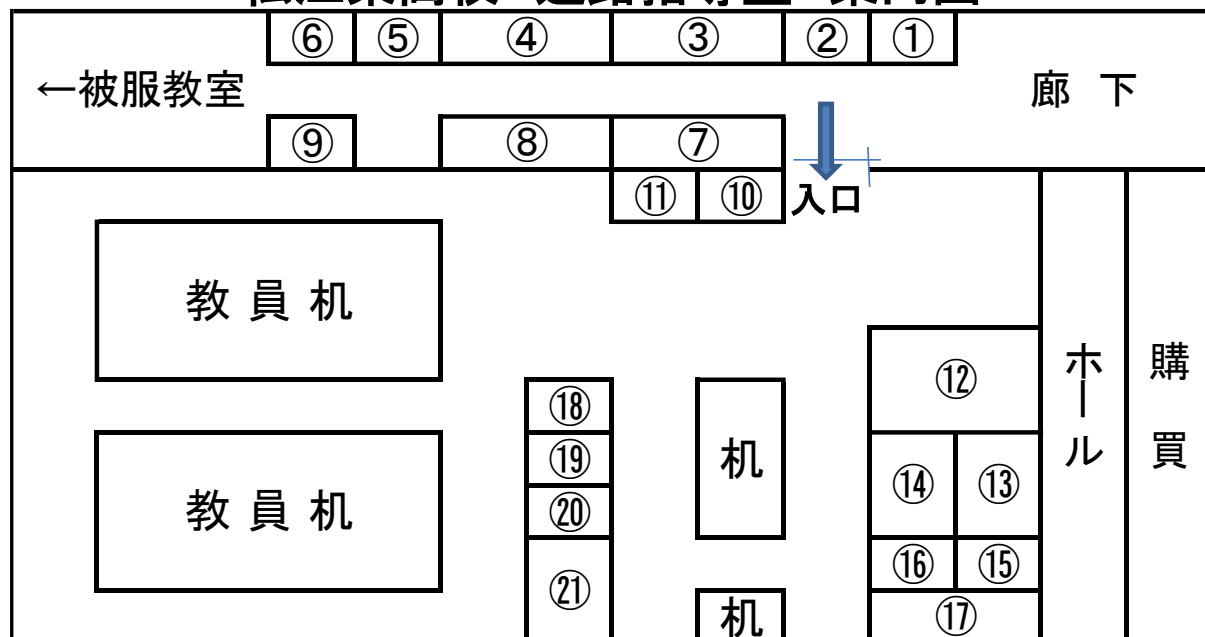 ⑥ ⑤ ④ ③ ② ①
←被服教室
廊 下
⑨ ⑧ ⑦
⑪ ⑩ 入口
教 員 机
⑫
ホール
購買
⑱
机
⑲
⑭ ⑬
教 員 机
⑳
⑯ ⑮
㉑
机
⑰